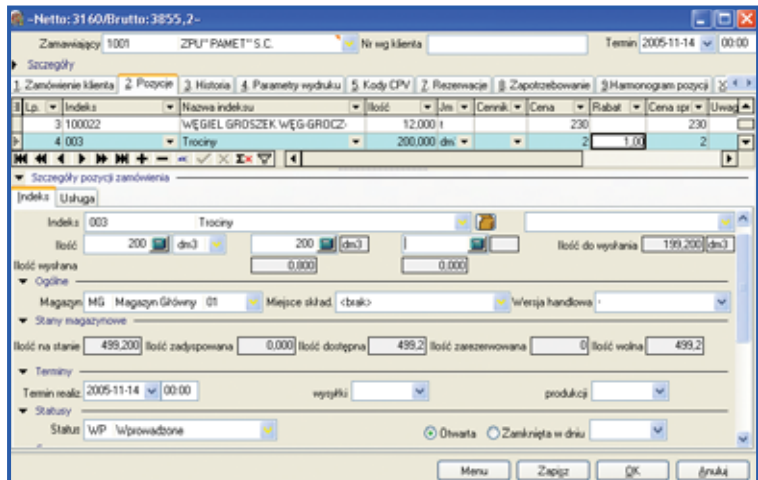 -Netto:3160/Brutto:3855,2-
Zamawiający 1001 ZPU"PAMET"S.C. Nr wg klienta Termin 2005-11-14 00:00
Szczegóły
1. Zamówienie klienta 2. Pozycje 3. Historia 4. Parametry wydruku 5. Kody CPV 7. Rezerwacje 8. Zapotrzebowanie 9.Harmonogram pozycji
Lp. Indeks Nazwa indeksu Ilość Jm Cennik Cena Rabat Cena spr Uwag
3 100022 WĘGIEL GROSZEK WĘG-GROCZ 12,000 t 230 230
4 003 Trociny 200,000 dm 2 1,00 2
Szczegóły pozycji zamówienia
Indeks Usługa
Indeks 003 Trociny
Ilość 200 dm3 200 dm3 Ilość do wysłania 199,200 dm3
Ilość wysłana 0,800 0,000
Ogólne
Magazyn MG Magazyn Główny 01 Miejsce skład. <brak> Wersja handlowa
Stany magazynowe
Ilość na stanie 499,200 Ilość zadysponowana 0,000 Ilość dostępna 499,2 Ilość zarezerwowana 0 Ilość wolna 499,2
Terminy
Termin realiz. 2005-11-14 00:00 wysyłki produkcji
Statusy
Status WP Wprowadzone Otwarta Zamknięta w dniu
Menu Zapisz OK Anuluj